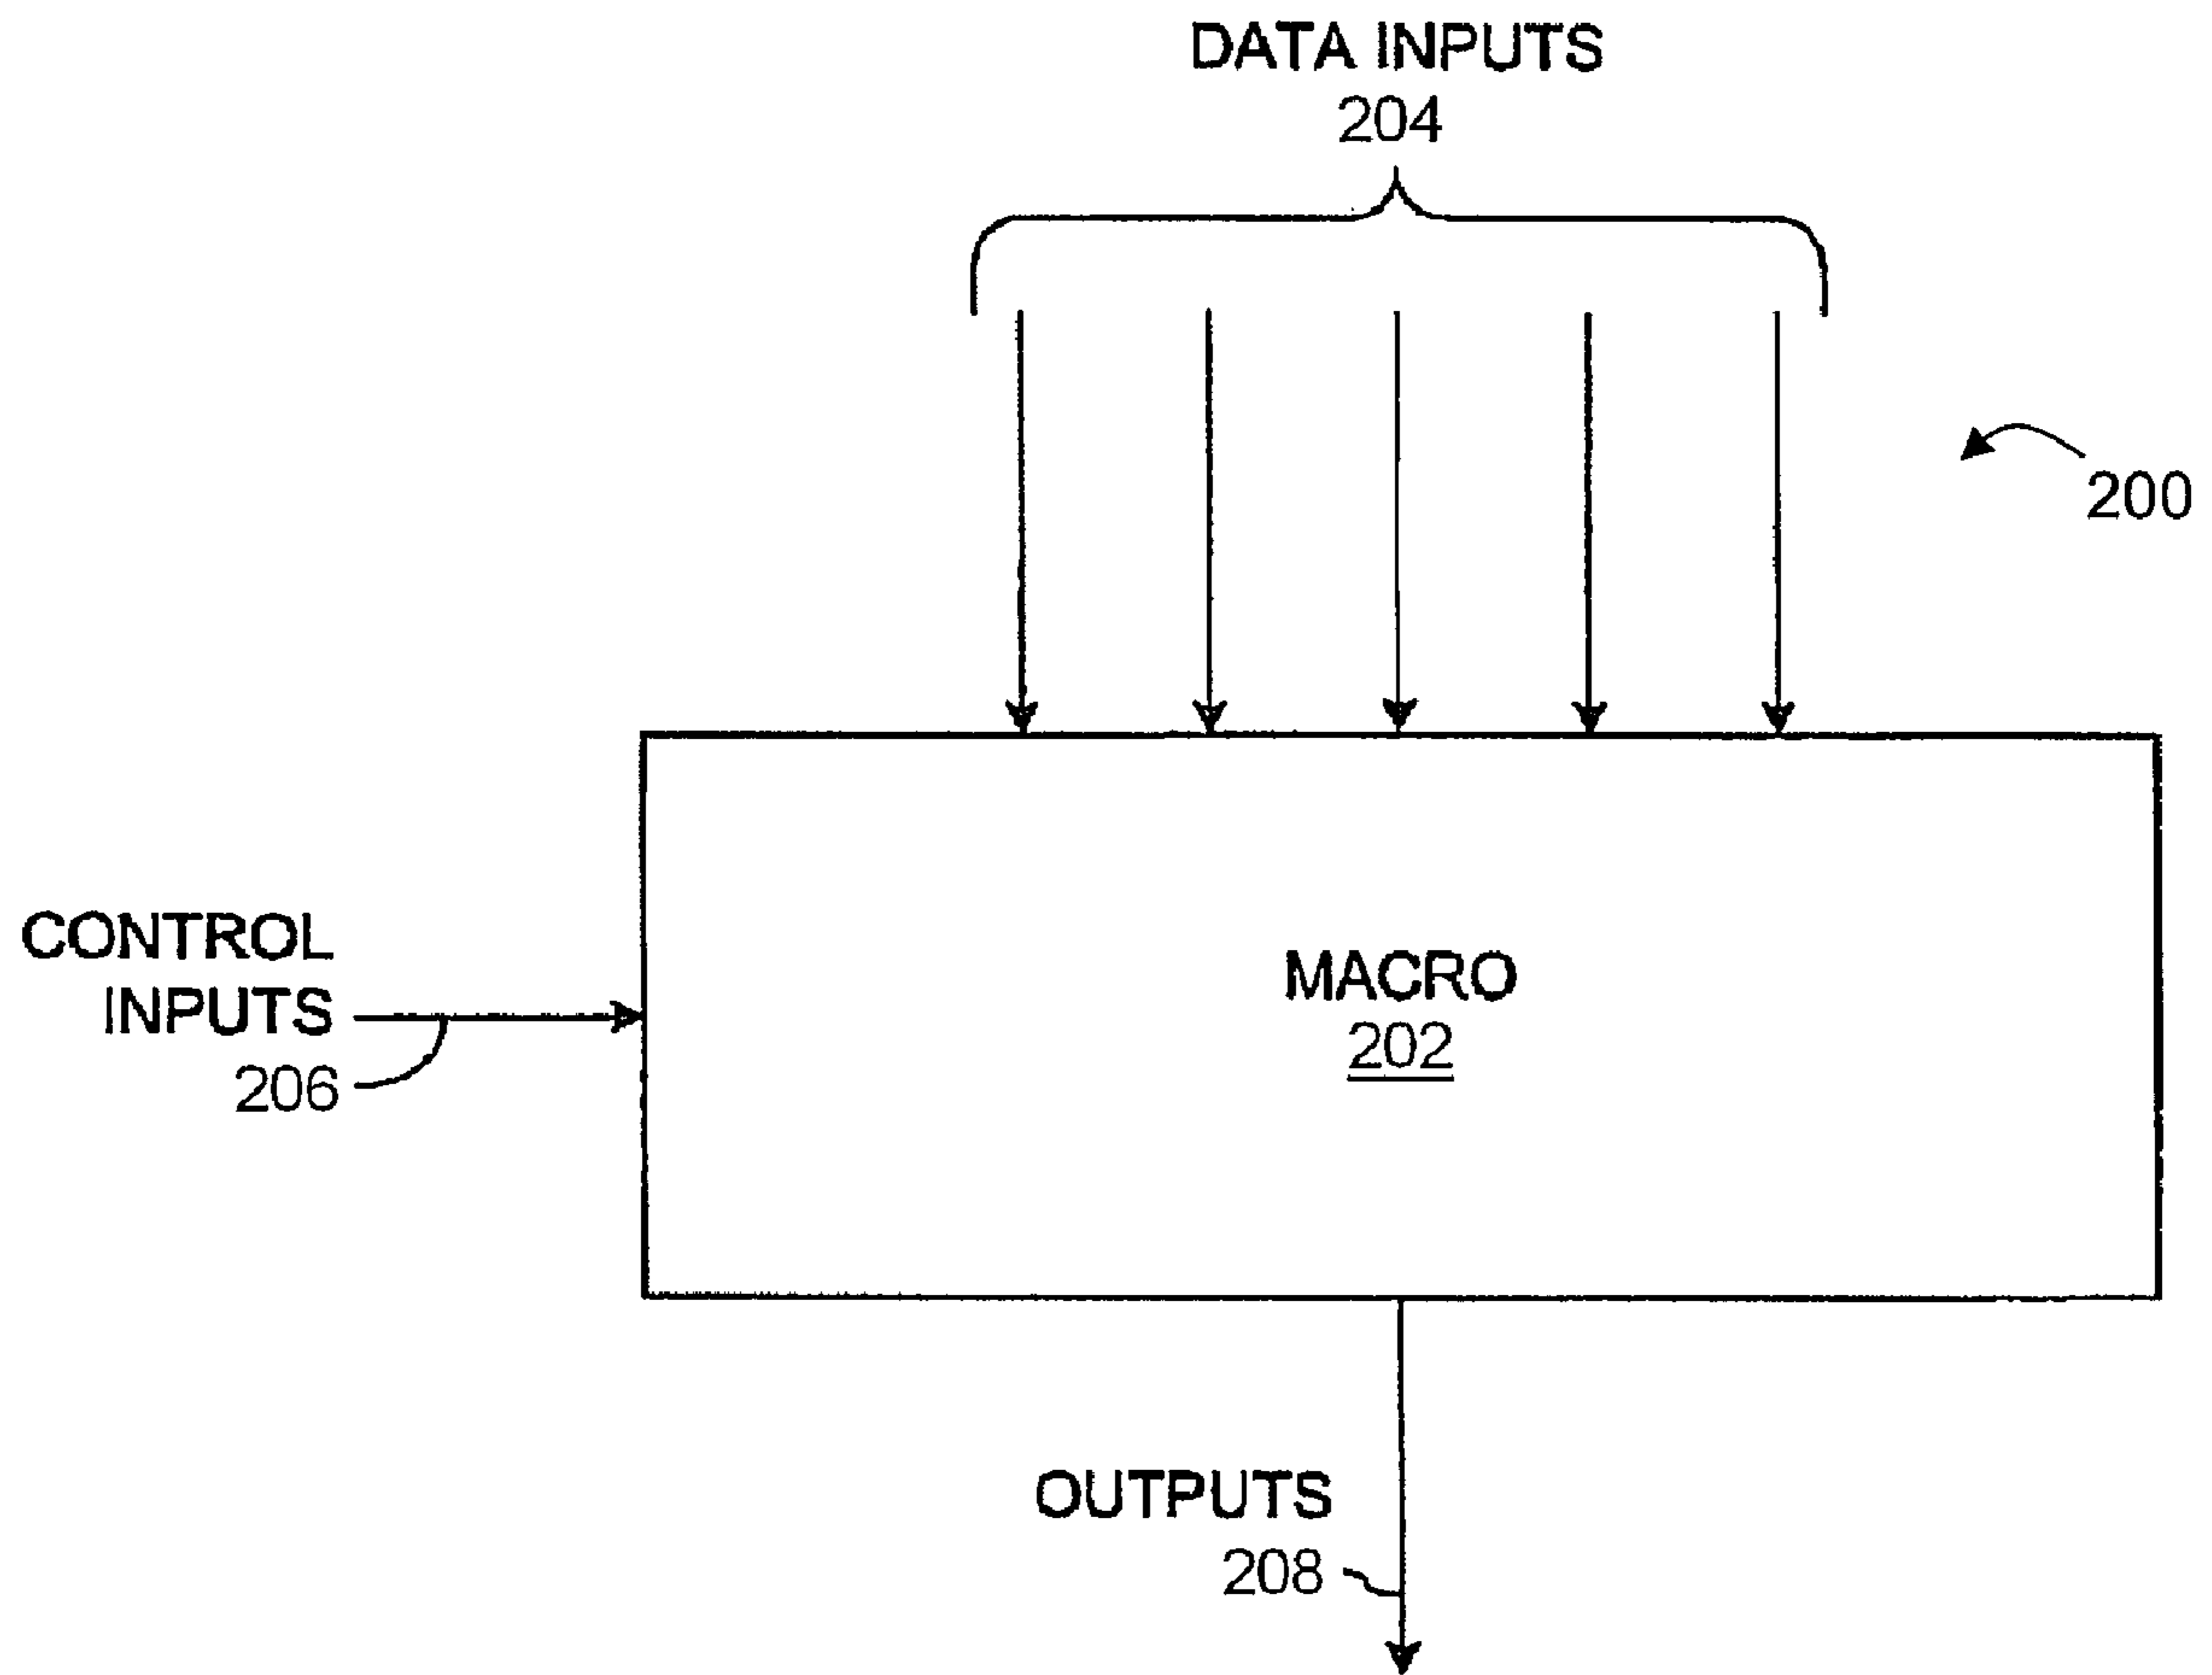 DATA INPUTS
204
200
CONTROL
INPUTS
206
MACRO
202
OUTPUTS
208